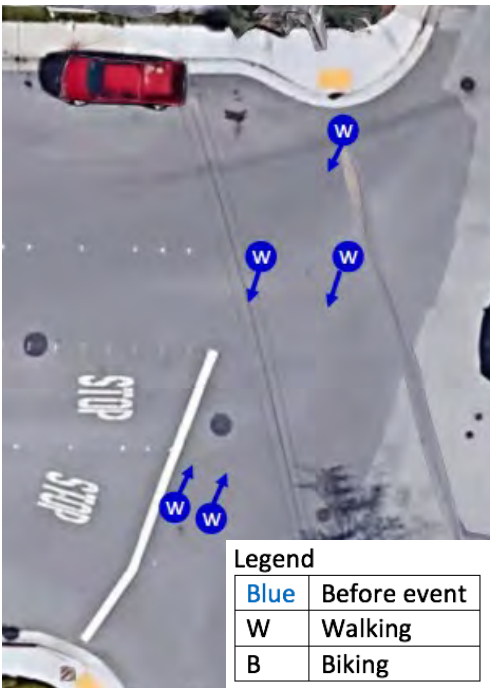 W
W
W
STOP
STOP
W
W
Legend
Blue Before event
W Walking
B Biking